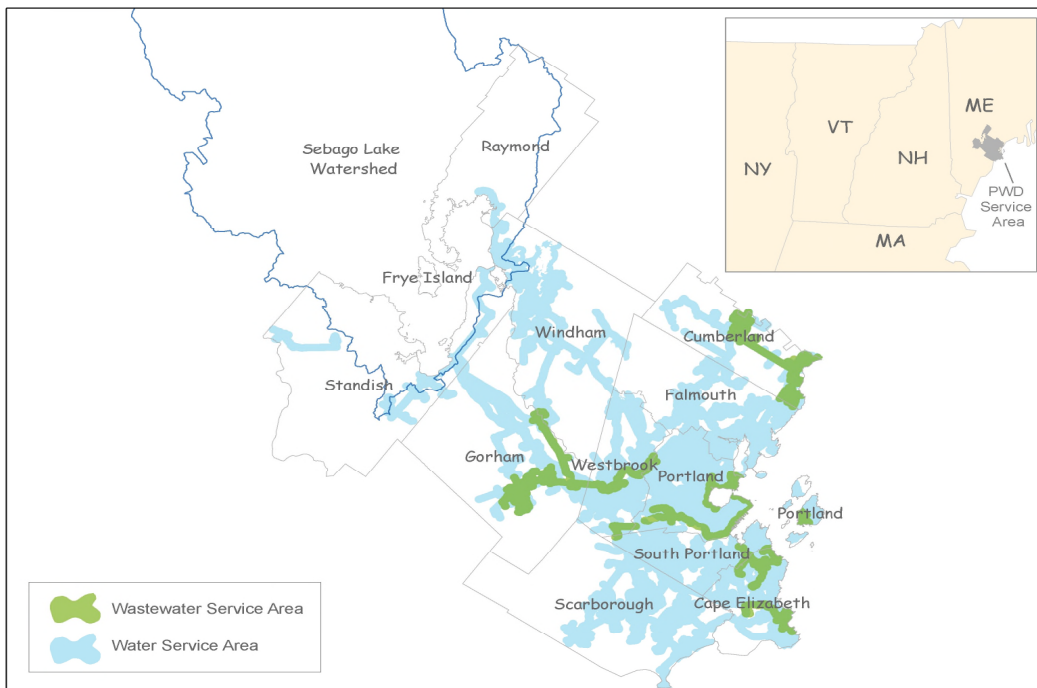 ME
VT
NH
NY
PWD
Service
Area
MA
Raymond
Sebago Lake
Watershed
Frye Island
Windham
Cumberland
Standish
Falmouth
Gorham
Westbrook
Portland
Portland
South Portland
Scarborough
Cape Elizabeth
Wastewater Service Area
Water Service Area